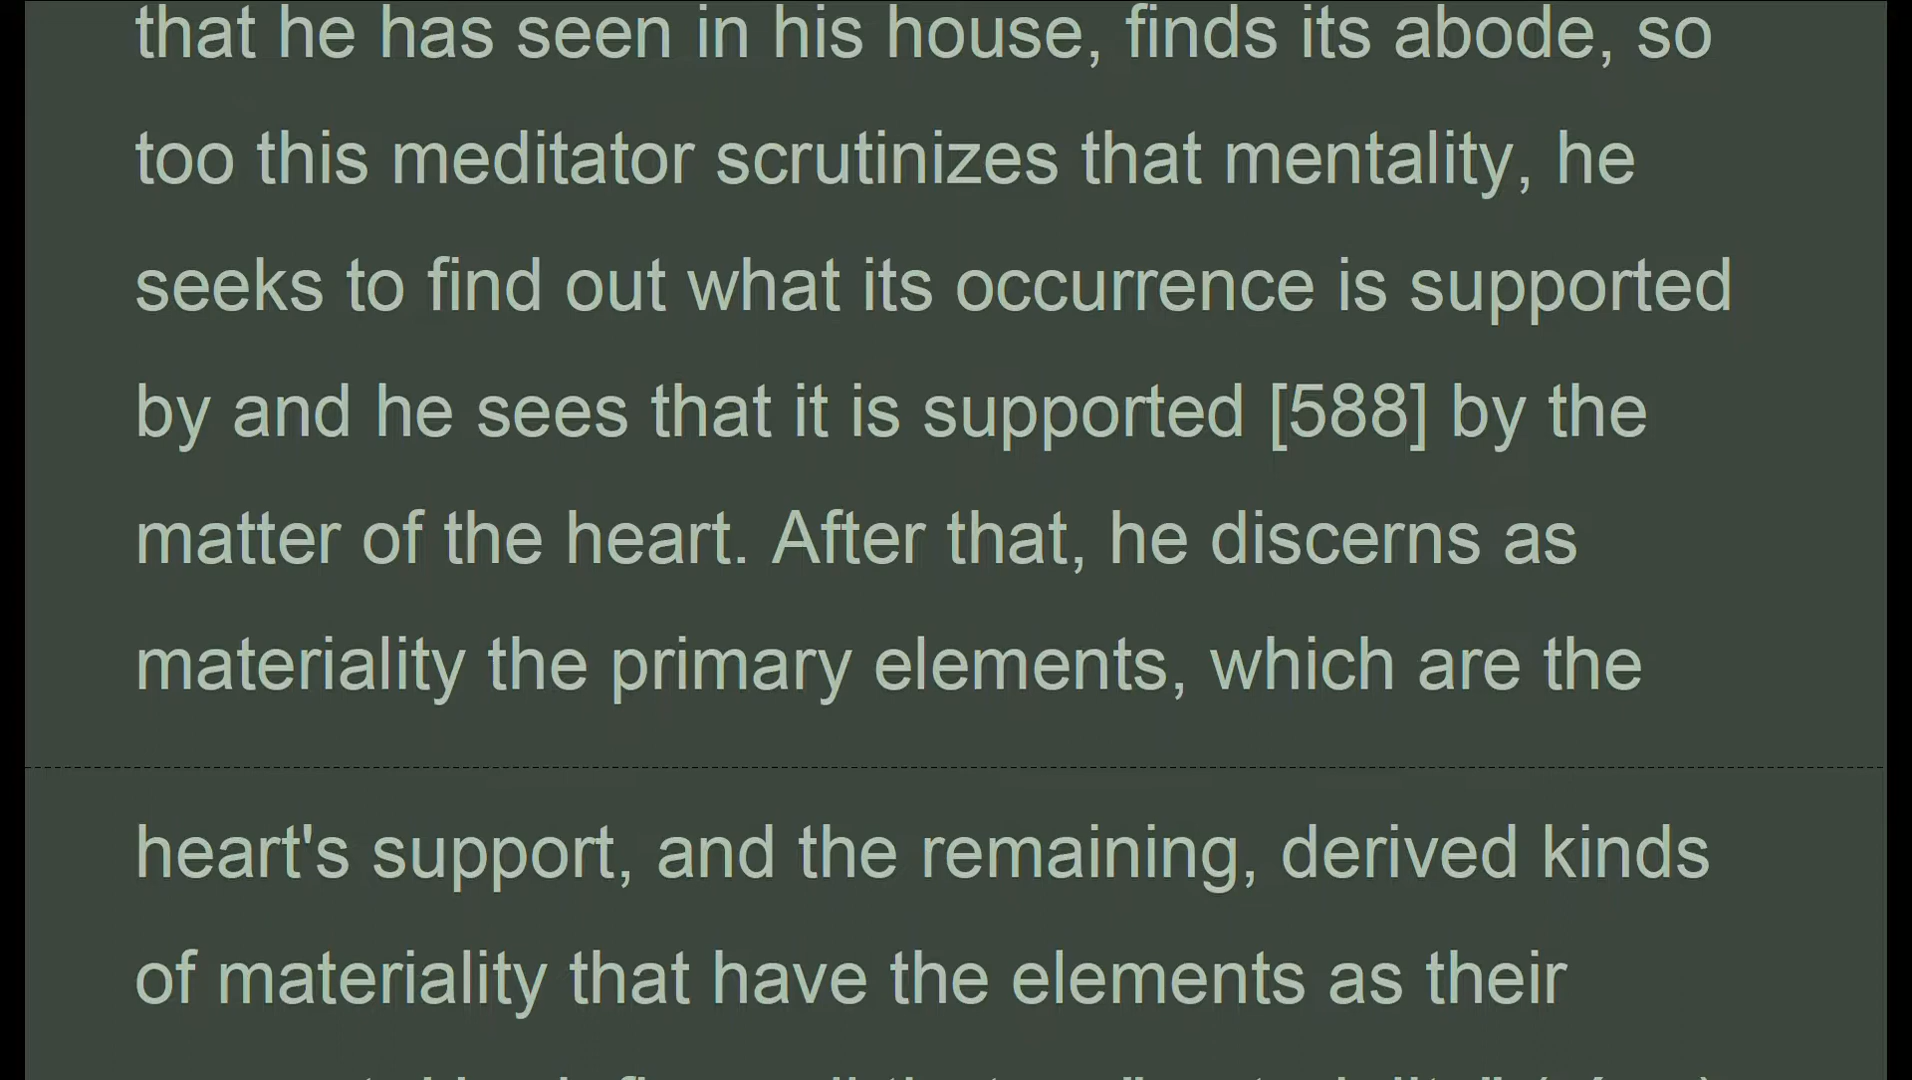 that he has seen in his house, finds its abode, so
too this meditator scrutinizes that mentality, he
seeks to find out what its occurrence is supported
by and he sees that it is supported [588] by the
matter of the heart. After that, he discerns as
materiality the primary elements, which are the
heart's support, and the remaining, derived kinds
of materiality that have the elements as their